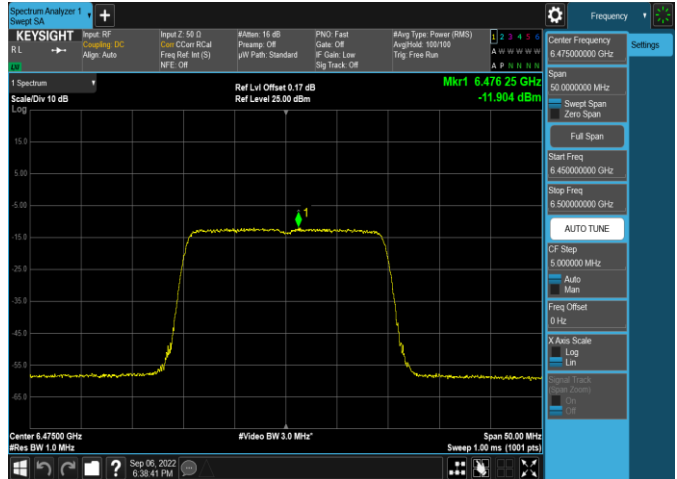 Spectrum Analyzer 1
Swept SA
Frequency
KEYSIGHT
RL
Input: RF
Coupling: DC
Align: Auto
Input Z: 50 Ω
Corr CCorr RCal
Freq Ref: Int (S)
NFE: Off
#Atten: 16 dB
Preamp: Off
µW Path: Standard
PNO: Fast
Gate: Off
IF Gain: Low
Sig Track: Off
#Avg Type: Power (RMS)
Avg|Hold: 100/100
Trig: Free Run
1 2 3 4 5 6
A W W W W W
A P N N N N
1 Spectrum
Scale/Div 10 dB
Log
Ref Lvl Offset 0.17 dB
Ref Level 25.00 dBm
Mkr1 6.476 25 GHz
-11.904 dBm
15.0
5.00
-5.00
-15.0
-25.0
-35.0
-45.0
-55.0
-65.0
1
Center 6.47500 GHz
#Res BW 1.0 MHz
#Video BW 3.0 MHz*
Span 50.00 MHz
Sweep 1.00 ms (1001 pts)
Sep 06, 2022
6:38:41 PM
Center Frequency
6.475000000 GHz
Settings
Span
50.0000000 MHz
Swept Span
Zero Span
Full Span
Start Freq
6.450000000 GHz
Stop Freq
6.500000000 GHz
AUTO TUNE
CF Step
5.000000 MHz
Auto
Man
Freq Offset
0 Hz
X Axis Scale
Log
Lin
Signal Track
(Span Zoom)
On
Off